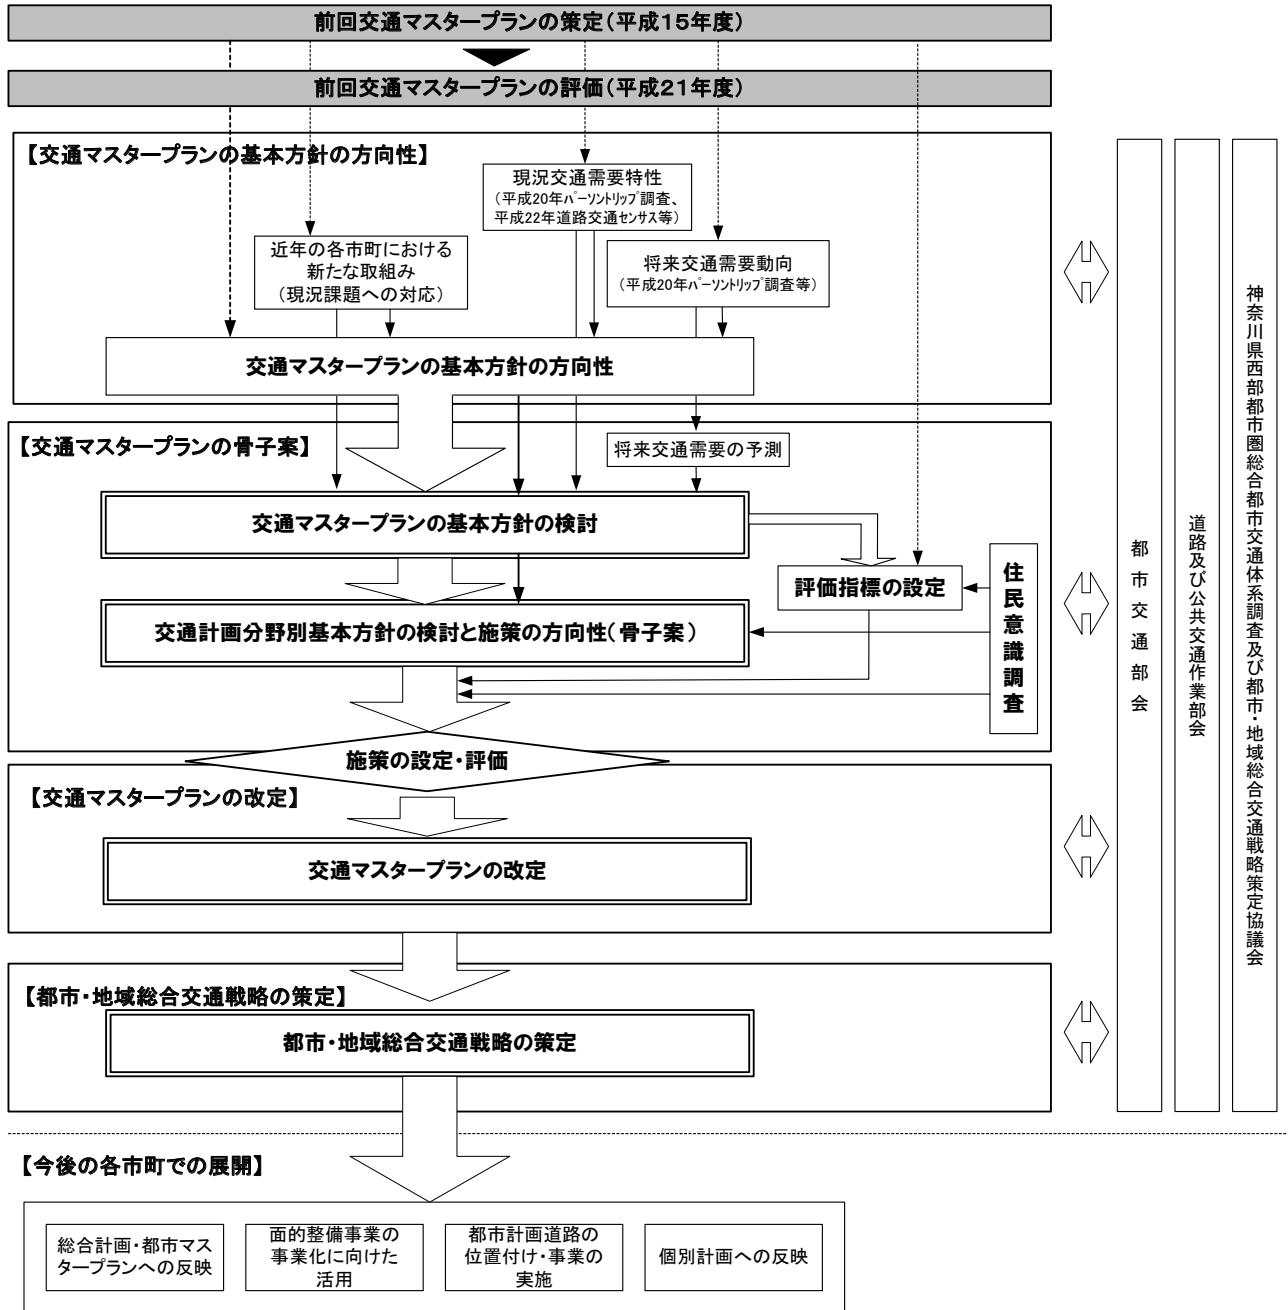 前回交通マスタープランの策定（平成15年度）
前回交通マスタープランの評価（平成21年度）
【交通マスタープランの基本方針の方向性】
現況交通需要特性
（平成20年ﾊﾟｰｿﾝﾄﾘｯﾌﾟ調査、
平成22年道路交通ｾﾝｻｽ等）
近年の各市町における
新たな取組み
（現況課題への対応）
将来交通需要動向
（平成20年ﾊﾟｰｿﾝﾄﾘｯﾌﾟ調査等）
交通マスタープランの基本方針の方向性
【交通マスタープランの骨子案】
将来交通需要の予測
交通マスタープランの基本方針の検討
評価指標の設定
住民意識調査
交通計画分野別基本方針の検討と施策の方向性（骨子案）
施策の設定・評価
【交通マスタープランの改定】
交通マスタープランの改定
【都市・地域総合交通戦略の策定】
都市・地域総合交通戦略の策定
都市交通部会
道路及び公共交通作業部会
神奈川県西部都市圏総合都市交通体系調査及び都市・地域総合交通戦略策定協議会
【今後の各市町での展開】
総合計画・都市マス
タープランへの反映
面的整備事業の
事業化に向けた
活用
都市計画道路の
位置付け・事業の
実施
個別計画への反映